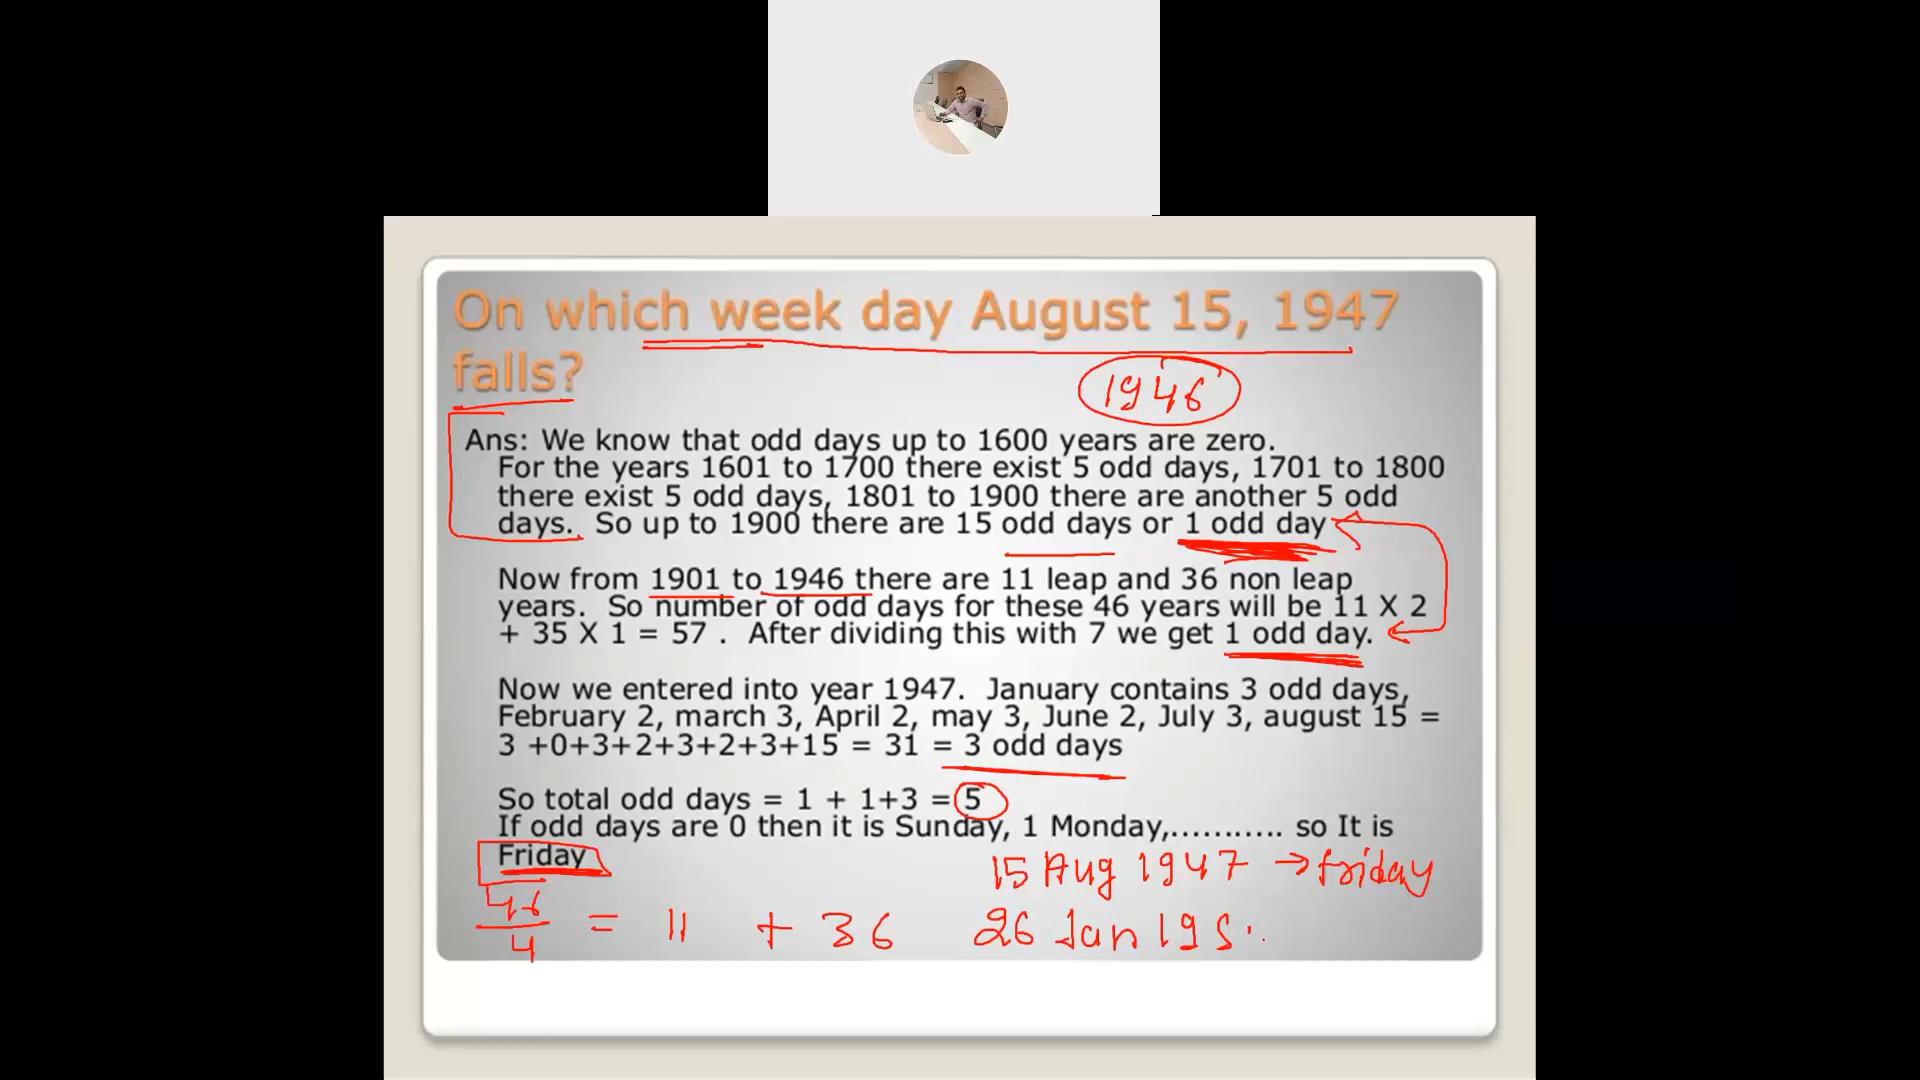 On which week day August 15, 1947
falls?
1946
Ans: We know that odd days up to 1600 years are zero.
For the years 1601 to 1700 there exist 5 odd days, 1701 to 1800
there exist 5 odd days, 1801 to 1900 there are another 5 odd
days. So up to 1900 there are 15 odd days or 1 odd day
Now from 1901 to 1946 there are 11 leap and 36 non leap
years. So number of odd days for these 46 years will be 11 X 2
+ 35 X 1 = 57 . After dividing this with 7 we get 1 odd day.
Now we entered into year 1947. January contains 3 odd days,
February 2, march 3, April 2, may 3, June 2, July 3, august 15 =
3 +0+3+2+3+2+3+15 = 31 = 3 odd days
So total odd days = 1 + 1+3 = 5
If odd days are 0 then it is Sunday, 1 Monday,........... so It is
Friday
15 Aug 1947 → friday
46/4 = 11 + 36
26 Jan 195